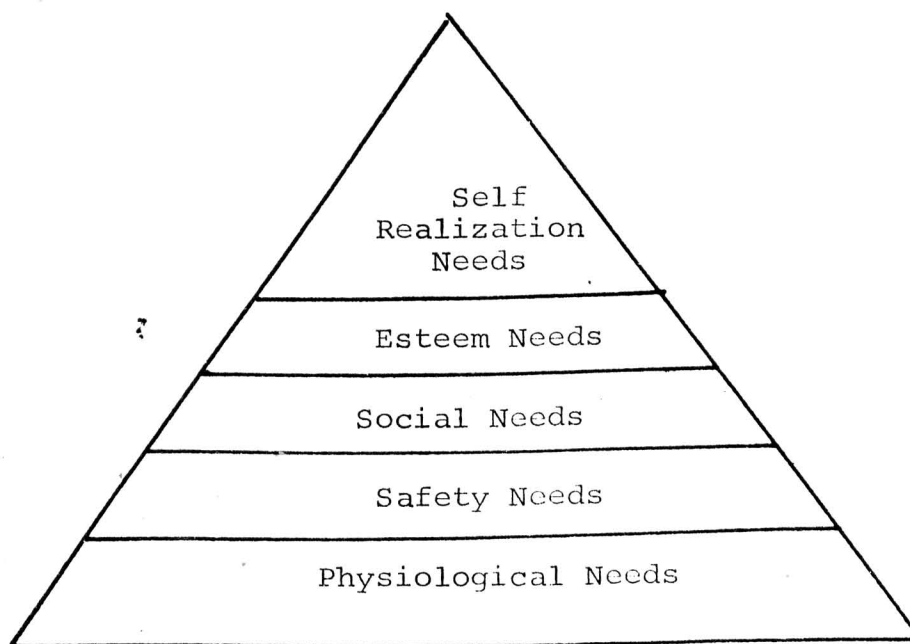 Self
Realization
Needs
Esteem Needs
Social Needs
Safety Needs
Physiological Needs